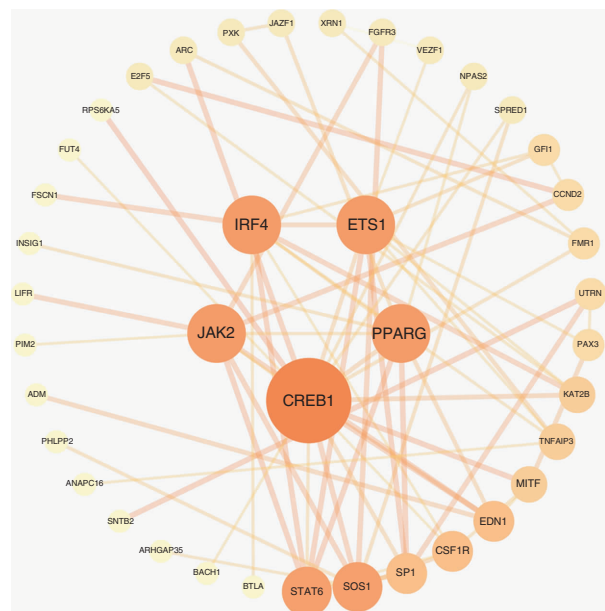 JAZF1
XRN1
PXK
FGFR3
ARC
VEZF1
E2F5
NPAS2
RPS6KA5
SPRED1
FUT4
GFI1
FSCN1
CCND2
IRF4
ETS1
INSIG1
FMR1
LIFR
UTRN
JAK2
PPARG
PIM2
PAX3
ADM
CREB1
KAT2B
PHLPP2
TNFAIP3
ANAPC16
MITF
SNTB2
EDN1
ARHGAP35
CSF1R
BACH1
SP1
BTLA
SOS1
STAT6